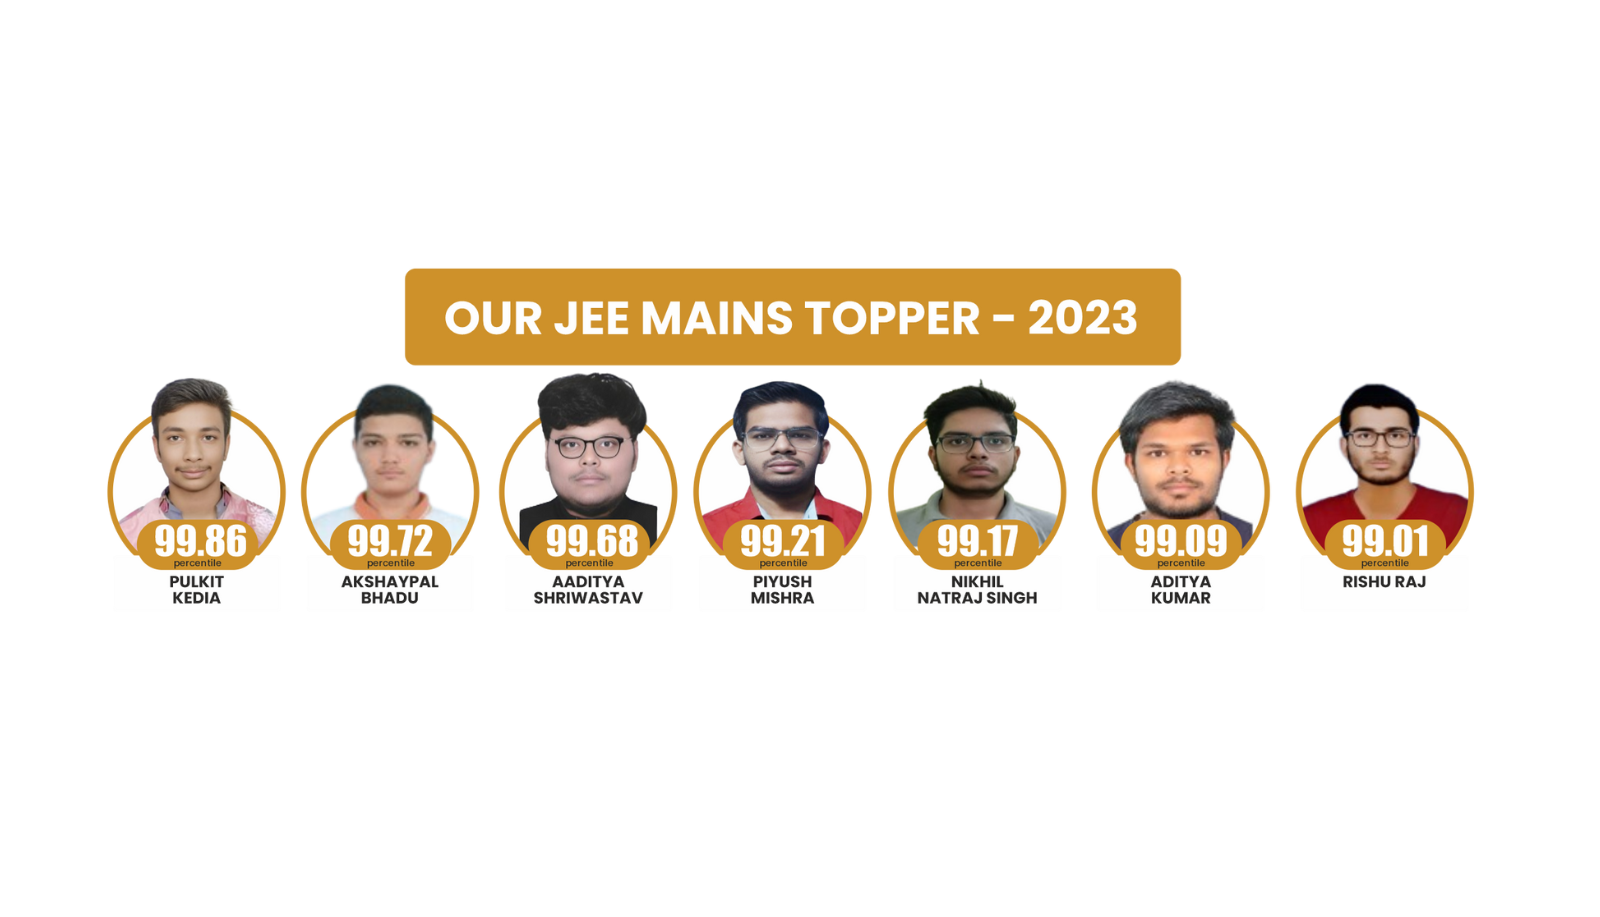 OUR JEE MAINS TOPPER - 2023
99.86
percentile
PULKIT
KEDIA
99.72
percentile
AKSHAYPAL
BHADU
99.68
percentile
AADITYA
SHRIWASTAV
99.21
percentile
PIYUSH
MISHRA
99.17
percentile
NIKHIL
NATRAJ SINGH
99.09
percentile
ADITYA
KUMAR
99.01
percentile
RISHU RAJ